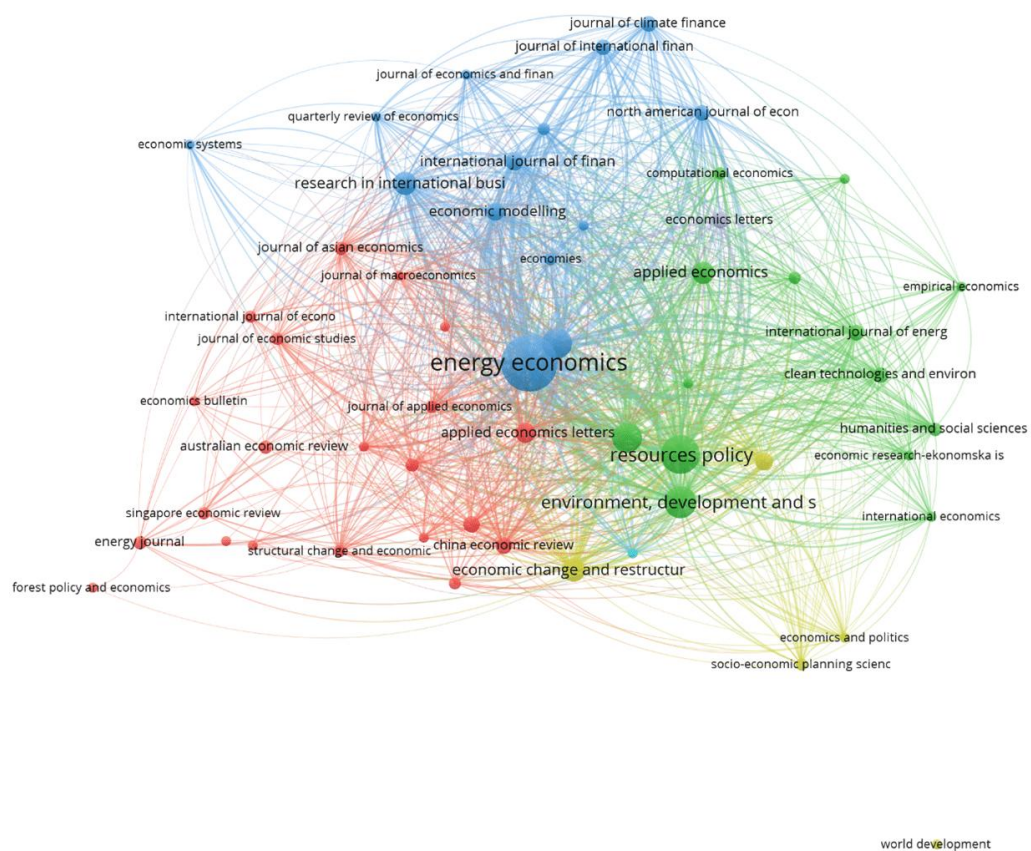 journal of climate finance
journal of international finan
journal of economics and finan
north american journal of econ
quarterly review of economics
economic systems
international journal of finan
computational economics
research in international busi
economic modelling
economics letters
journal of asian economics
economies
applied economics
journal of macroeconomics
empirical economics
international journal of econo
international journal of energ
journal of economic studies
energy economics
clean technologies and environ
economics bulletin
journal of applied economics
humanities and social sciences
applied economics letters
australian economic review
resources policy
economic research-ekonomska is
environment, development and s
singapore economic review
international economics
energy journal
china economic review
structural change and economic
economic change and restructur
forest policy and economics
economics and politics
socio-economic planning scienc
world development